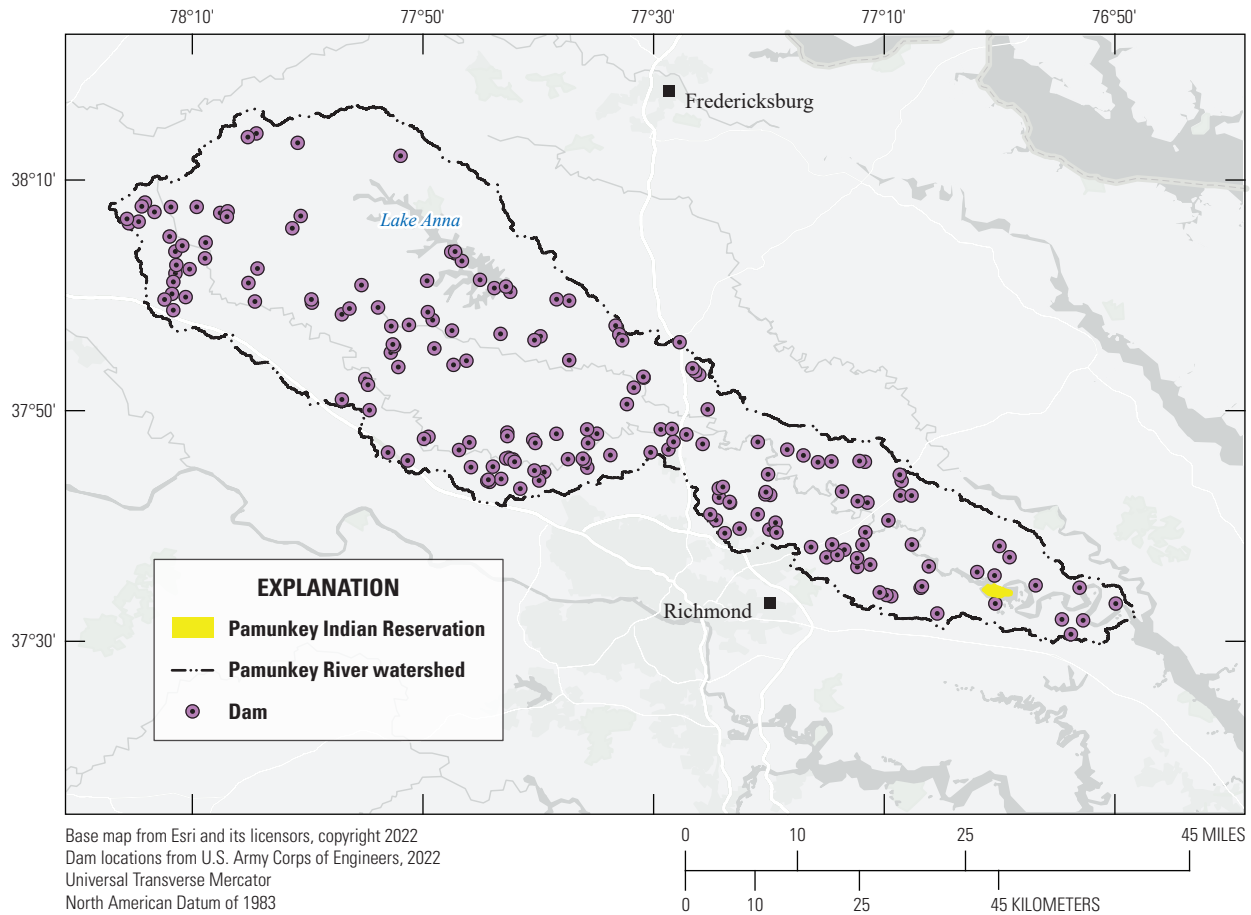 78°10' 77°50' 77°30' 77°10' 76°50'
Fredericksburg
38°10'
Lake Anna
37°50'
EXPLANATION
Pamunkey Indian Reservation
Pamunkey River watershed
Dam
Richmond
37°30'
Base map from Esri and its licensors, copyright 2022
Dam locations from U.S. Army Corps of Engineers, 2022
Universal Transverse Mercator
North American Datum of 1983
0 10 25 45 MILES
0 10 25 45 KILOMETERS